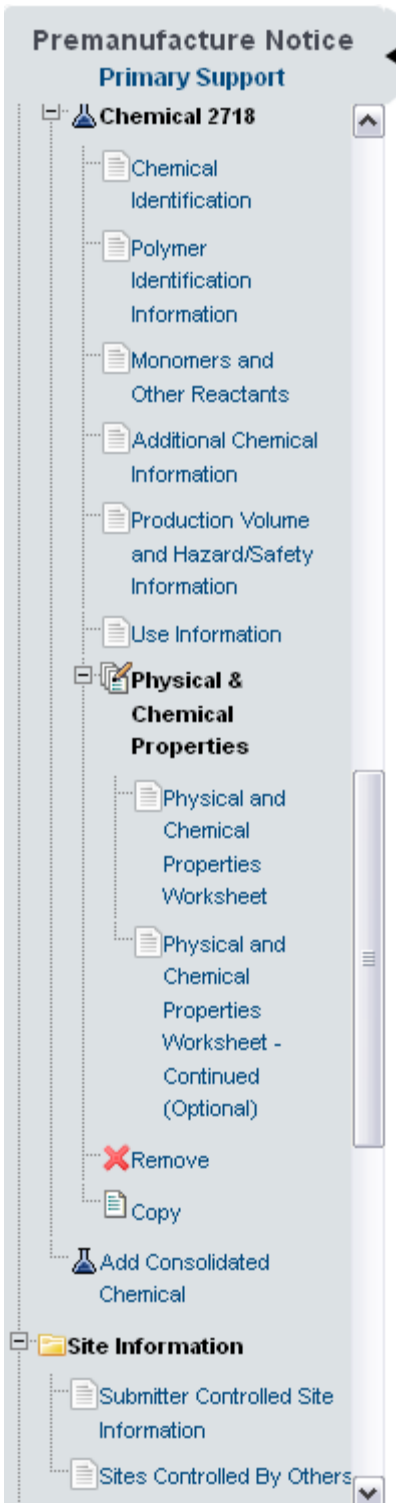 Premanufacture Notice
Primary Support
Chemical 2718
Chemical
Identification
Polymer
Identification
Information
Monomers and
Other Reactants
Additional Chemical
Information
Production Volume
and Hazard/Safety
Information
Use Information
Physical &
Chemical
Properties
Physical and
Chemical
Properties
Worksheet
Physical and
Chemical
Properties
Worksheet -
Continued
(Optional)
Remove
Copy
Add Consolidated
Chemical
Site Information
Submitter Controlled Site
Information
Sites Controlled By Others